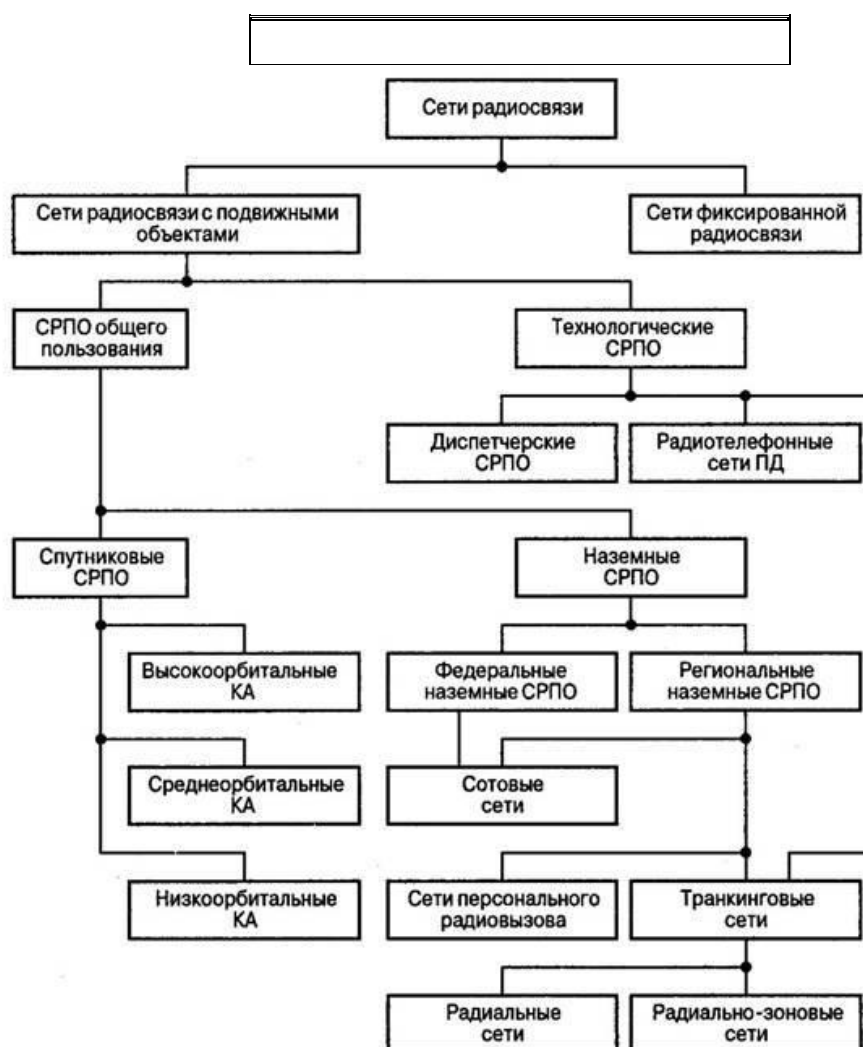 Сети радиосвязи
Сети радиосвязи с подвижными
объектами
Сети фиксированной
радиосвязи
СРПО общего
пользования
Технологические
СРПО
Диспетчерские
СРПО
Радиотелефонные
сети ПД
Спутниковые
СРПО
Наземные
СРПО
Высокоорбитальные
КА
Федеральные
наземные СРПО
Региональные
наземные СРПО
Среднеорбитальные
КА
Сотовые
сети
Низкоорбитальные
КА
Сети персонального
радиовызова
Транкинговые
сети
Радиальные
сети
Радиально-зоновые
сети